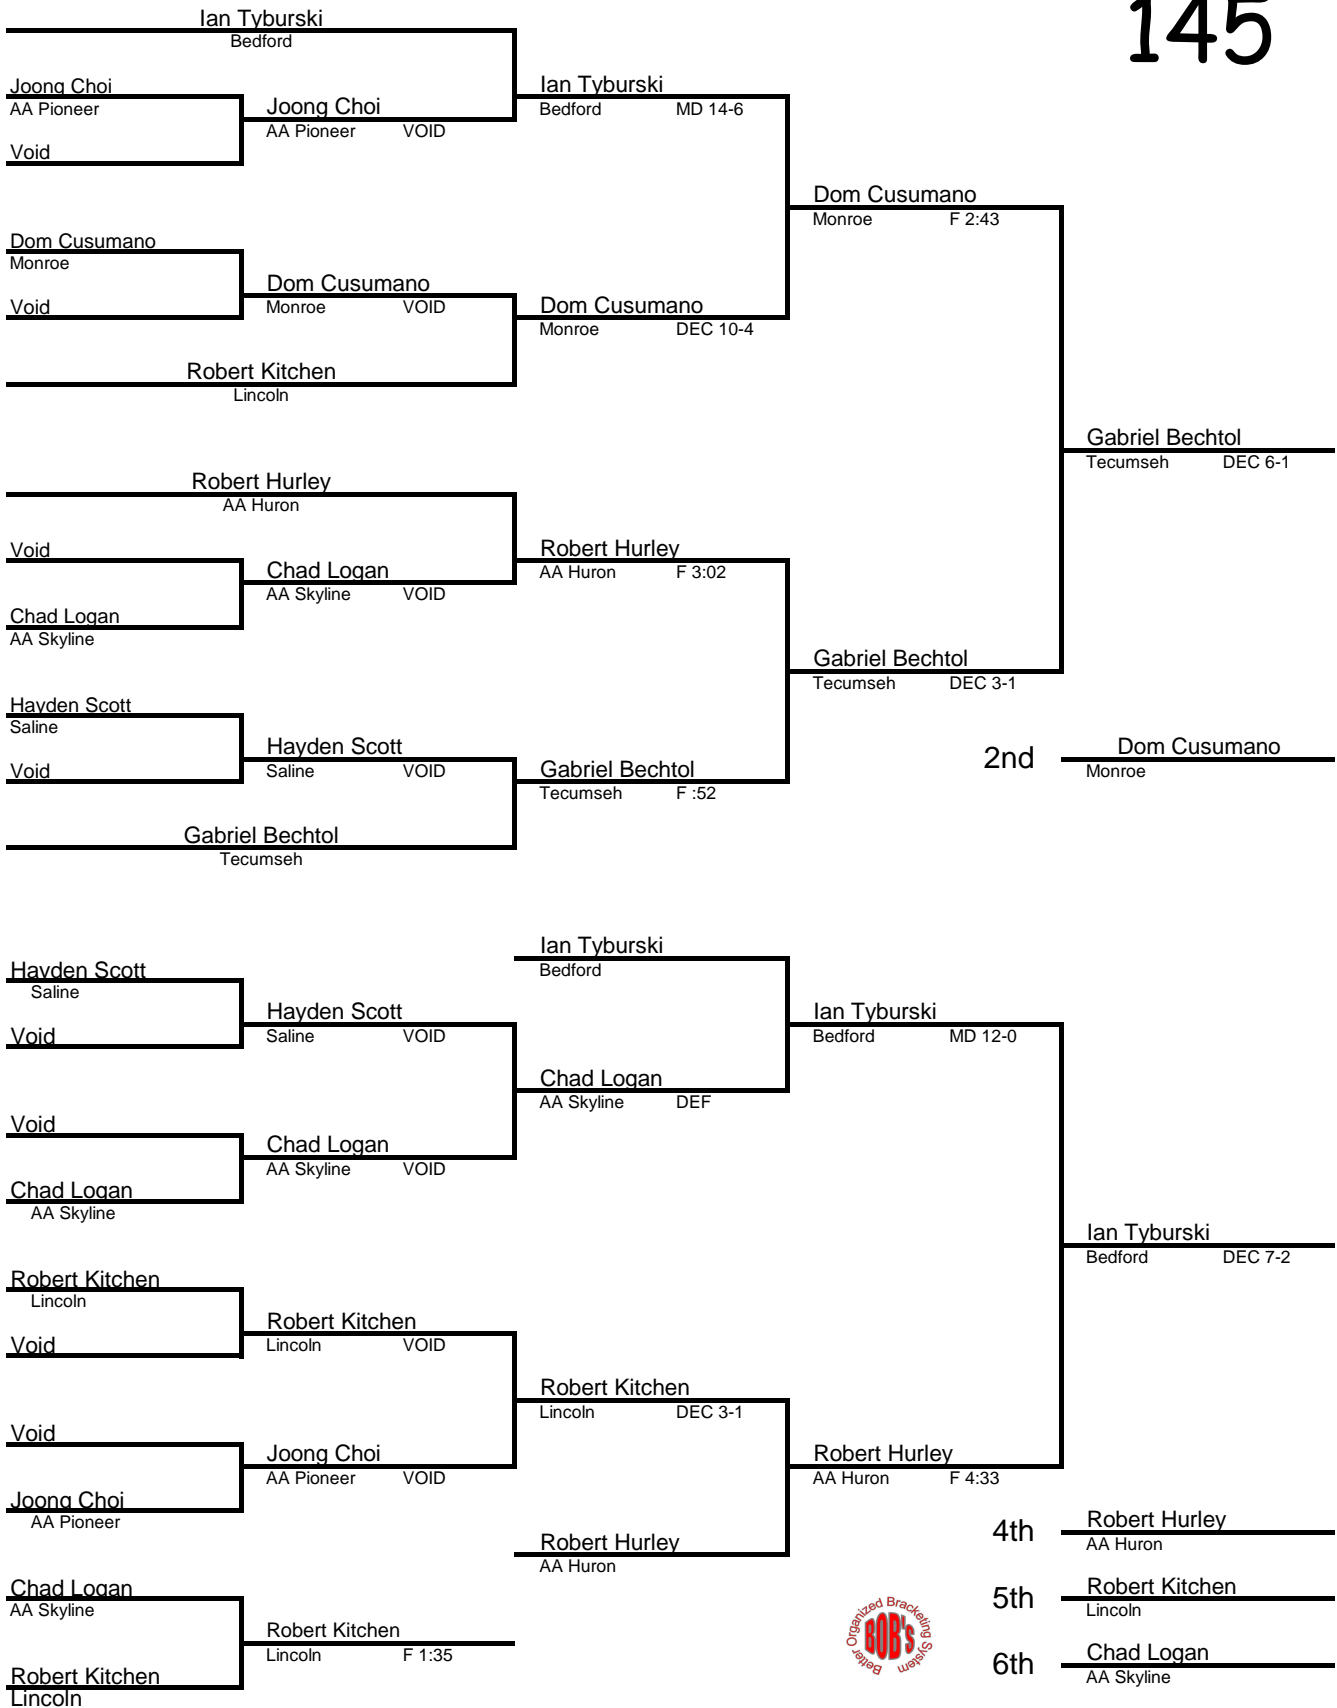 145
Ian Tyburski
Bedford
Joong Choi
AA Pioneer
Void
Joong Choi
AA Pioneer VOID
Ian Tyburski
Bedford MD 14-6
Dom Cusumano
Monroe
Void
Dom Cusumano
Monroe VOID
Robert Kitchen
Lincoln
Dom Cusumano
Monroe DEC 10-4
Dom Cusumano
Monroe F 2:43
Robert Hurley
AA Huron
Void
Chad Logan
AA Skyline
Chad Logan
AA Skyline VOID
Robert Hurley
AA Huron F 3:02
Hayden Scott
Saline
Void
Hayden Scott
Saline VOID
Gabriel Bechtol
Tecumseh
Gabriel Bechtol
Tecumseh F :52
Gabriel Bechtol
Tecumseh DEC 3-1
Gabriel Bechtol
Tecumseh DEC 6-1
2nd Dom Cusumano
Monroe
Hayden Scott
Saline
Void
Hayden Scott
Saline VOID
Void
Chad Logan
AA Skyline
Chad Logan
AA Skyline VOID
Ian Tyburski
Bedford
Chad Logan
AA Skyline DEF
Ian Tyburski
Bedford MD 12-0
Robert Kitchen
Lincoln
Void
Robert Kitchen
Lincoln VOID
Void
Joong Choi
AA Pioneer
Joong Choi
AA Pioneer VOID
Robert Kitchen
Lincoln DEC 3-1
Robert Hurley
AA Huron
Robert Hurley
AA Huron F 4:33
Ian Tyburski
Bedford DEC 7-2
Chad Logan
AA Skyline
Robert Kitchen
Lincoln
Robert Kitchen
Lincoln F 1:35
Better Organized Bracketing System
BOB'S
4th Robert Hurley
AA Huron
5th Robert Kitchen
Lincoln
6th Chad Logan
AA Skyline